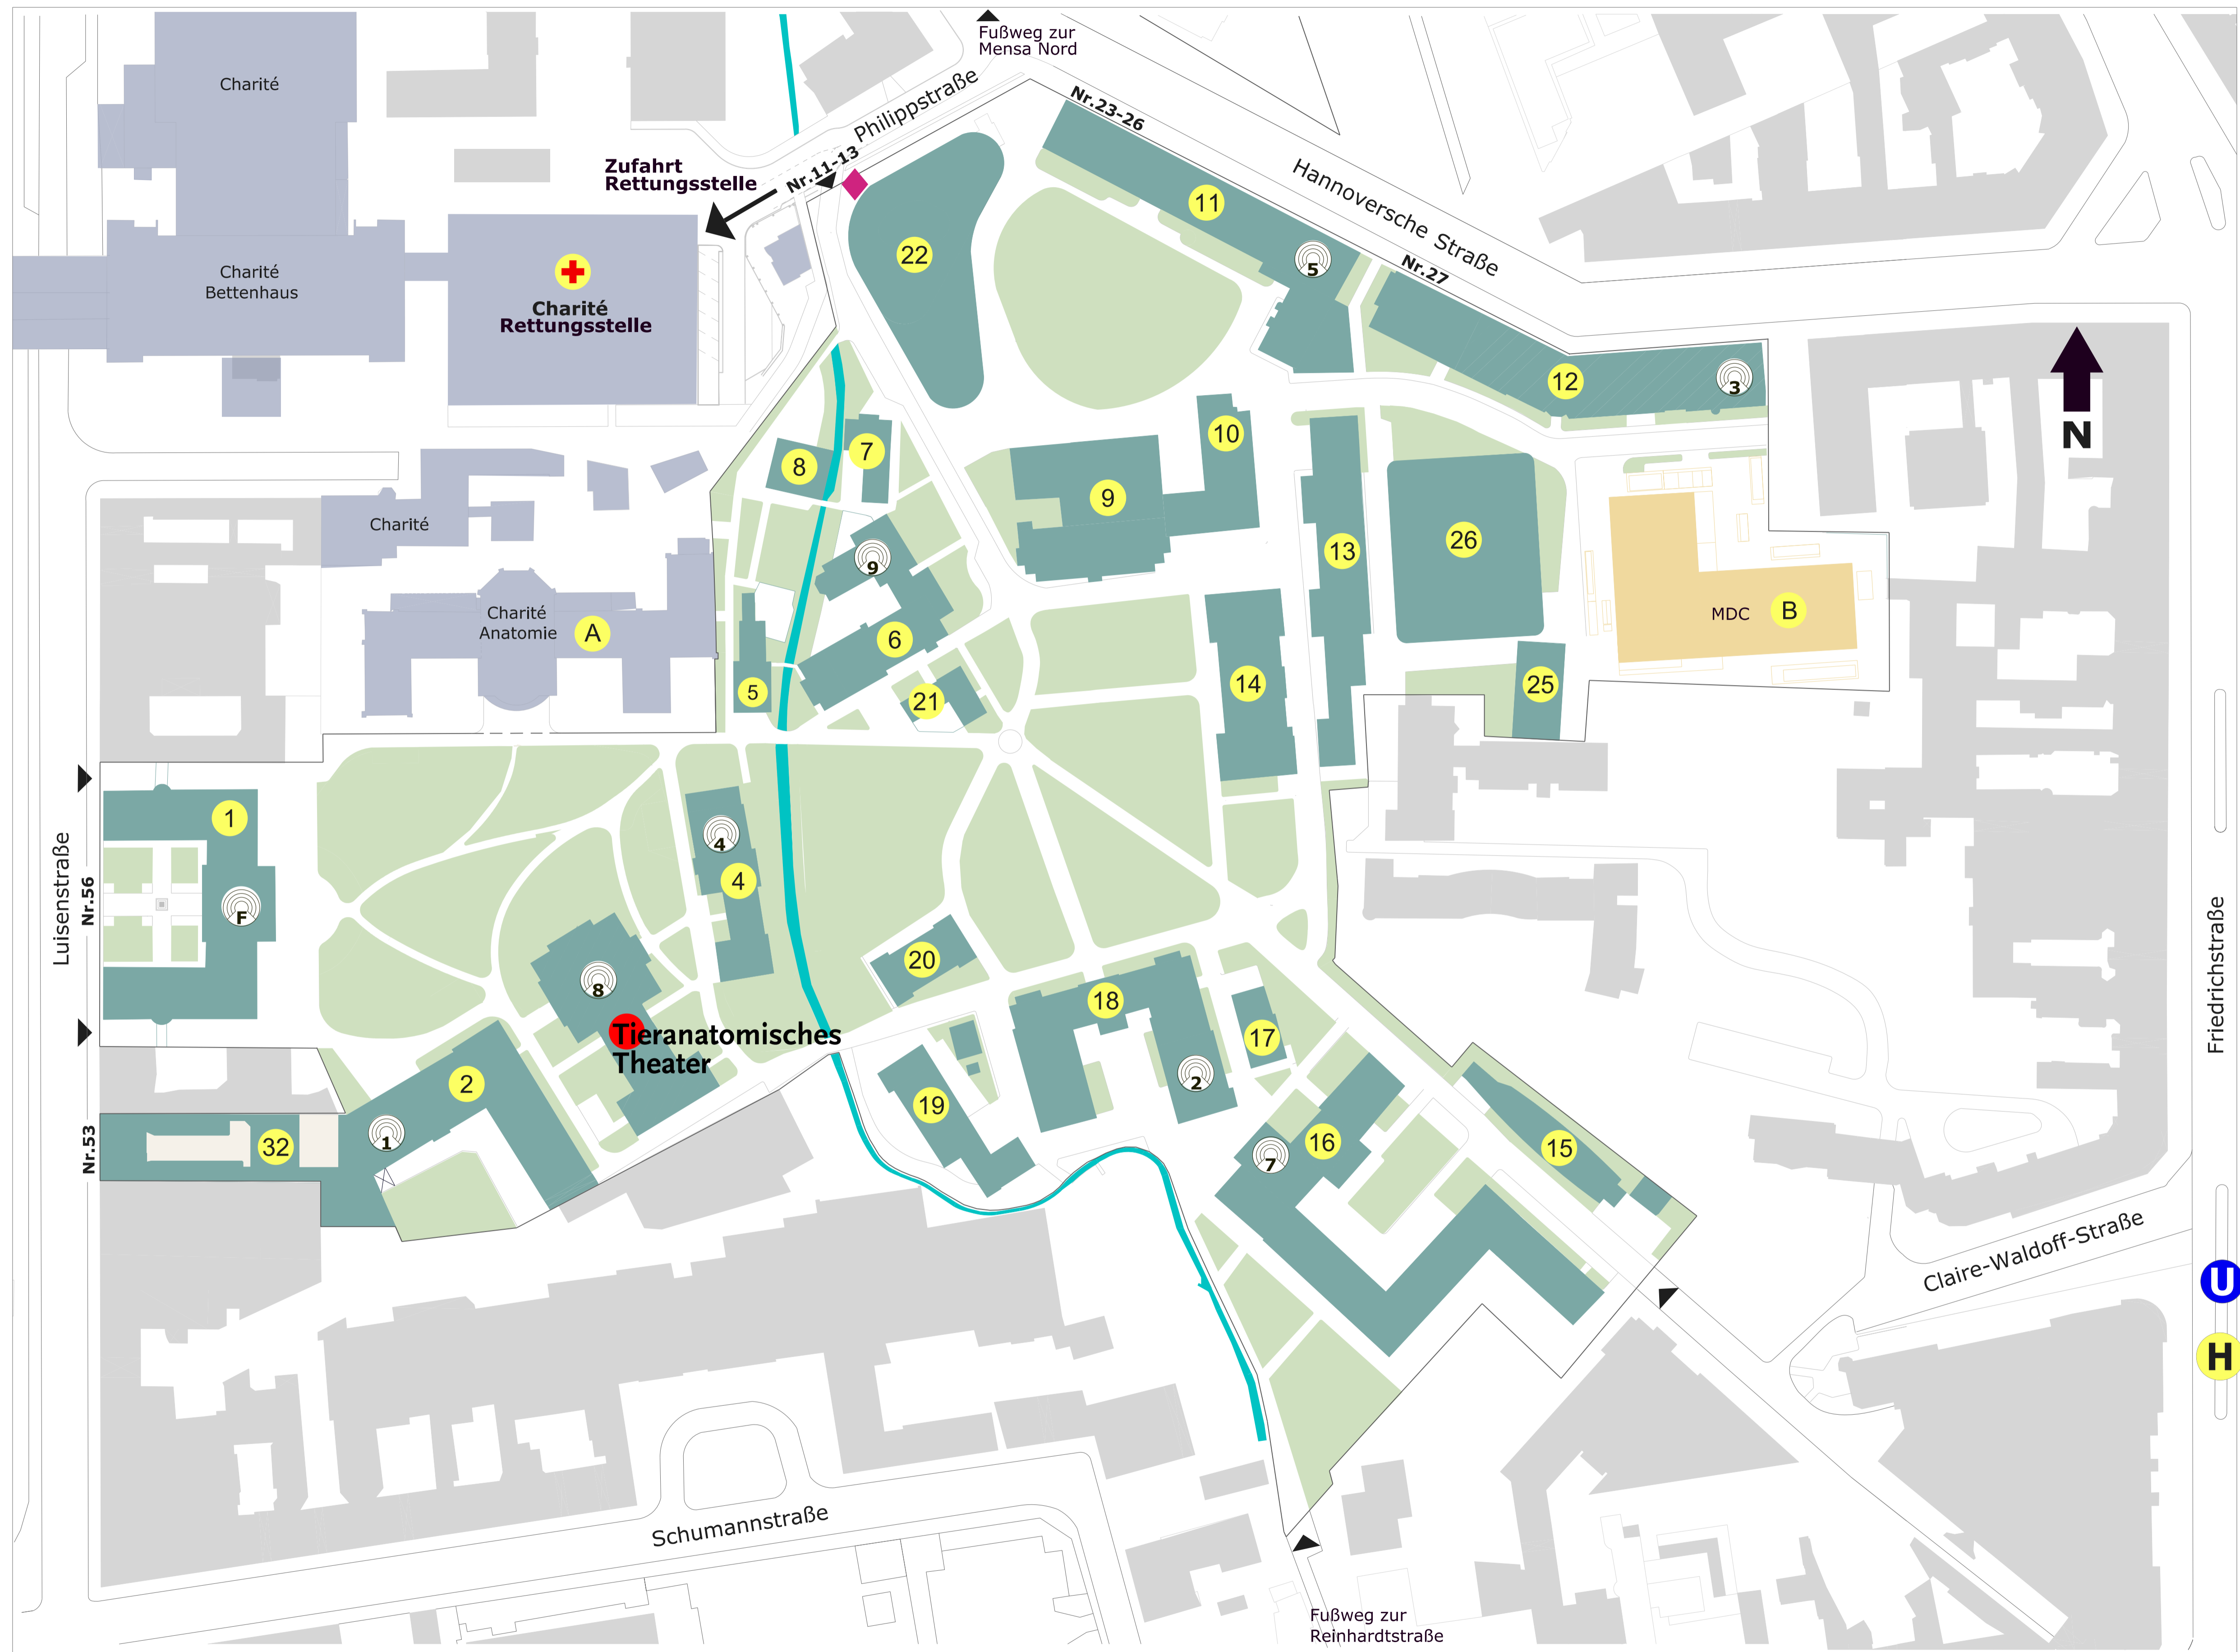 Fußweg zur
Mensa Nord
Charité
Philippstraße
Nr.23-26
Zufahrt
Rettungsstelle
Nr.11-13
Hannoversche Straße
11
22
5
Nr.27
Charité
Bettenhaus
Charité
Rettungsstelle
12
3
N
10
7
8
9
Charité
13
26
9
Charité
Anatomie
A
6
MDC
B
5
21
14
25
1
4
4
Luisenstraße
Nr.56
F
Friedrichstraße
20
8
18
Tieranatomisches
Theater
17
2
2
19
1
32
Nr.53
16
7
15
Claire-Waldoff-Straße
U
H
Schumannstraße
Fußweg zur
Reinhardtstraße